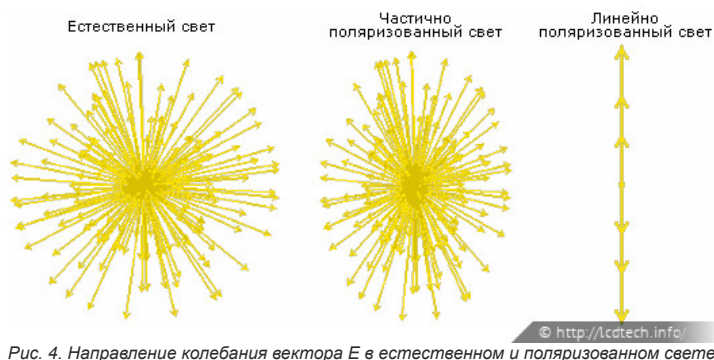 Естественный свет
Частично
поляризованный свет
Линейно
поляризованный свет
© http://lcdtech.info/
Рис. 4. Направление колебания вектора Е в естественном и поляризованном свете